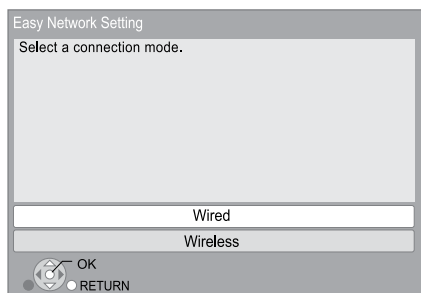 Easy Network Setting
Select a connection mode.
Wired
Wireless
OK
RETURN